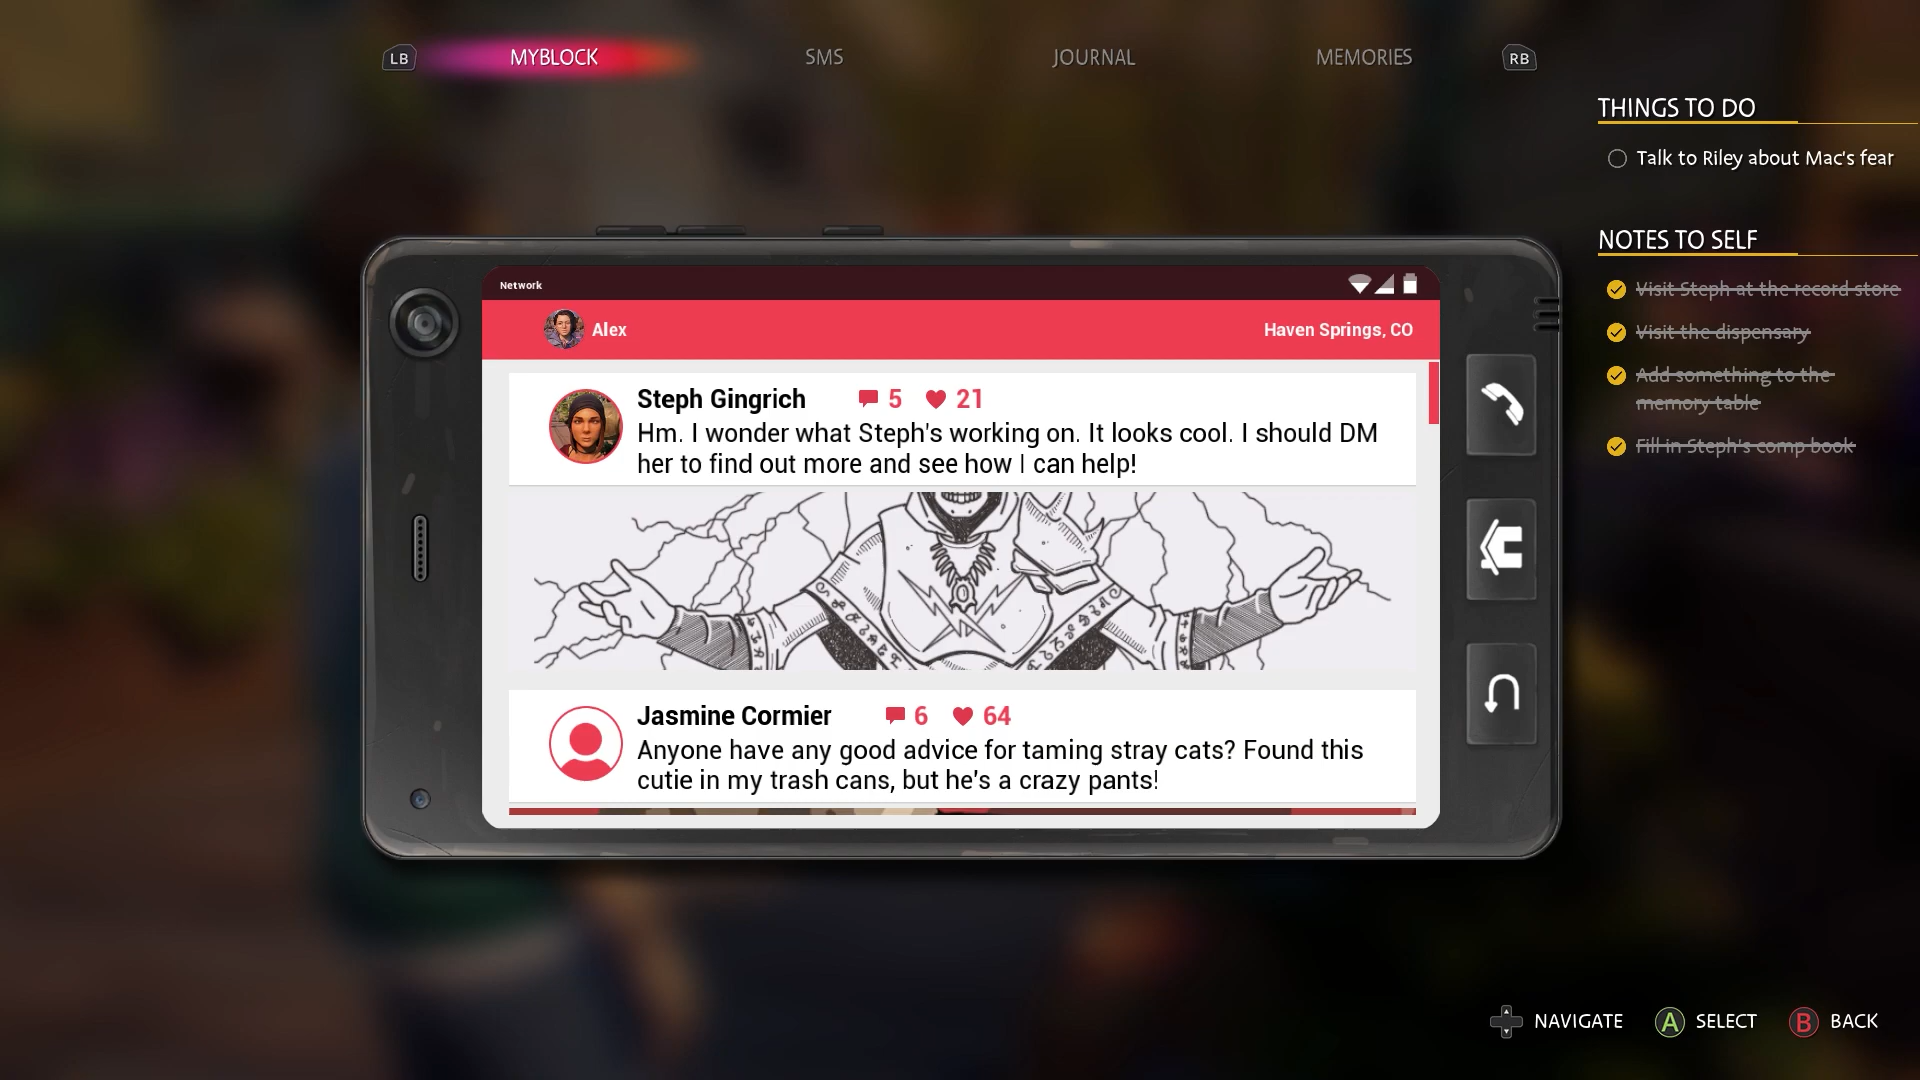 LB
MYBLOCK
SMS
JOURNAL
MEMORIES
RB
THINGS TO DO
Talk to Riley about Mac's fear
NOTES TO SELF
Visit Steph at the record store
Visit the dispensary
Add something to the
memory table
Fill in Steph's comp book
Network
Alex
Haven Springs, CO
Steph Gingrich 5 21
Hm. I wonder what Steph's working on. It looks cool. I should DM
her to find out more and see how I can help!
Jasmine Cormier 6 64
Anyone have any good advice for taming stray cats? Found this
cutie in my trash cans, but he's a crazy pants!
NAVIGATE
A SELECT
B BACK